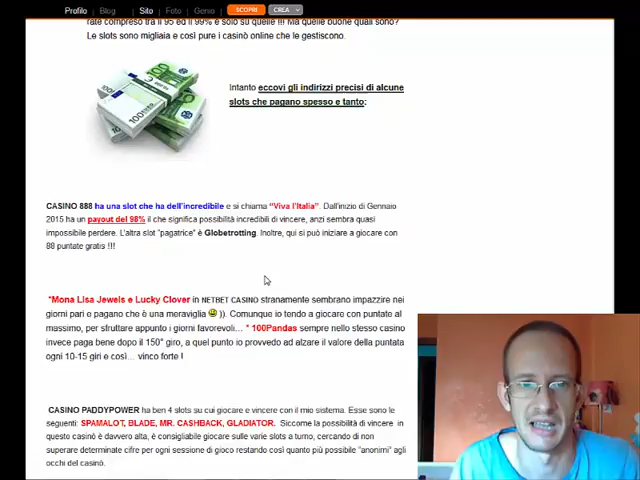 Profilo Blog Sito Foto Genio SCOPRI CREA
rate compreso tra il 95 ed il 99% e solo su quelle !!! Ma quelle buone quali sono?
Le slots sono migliaia e così pure i casinò online che le gestiscono.
Intanto eccovi gli indirizzi precisi di alcune
slots che pagano spesso e tanto:
CASINO 888 ha una slot che ha dell'incredibile e si chiama "Viva l'Italia". Dall'inizio di Gennaio
2015 ha un payout del 98% il che significa possibilità incredibili di vincere, anzi sembra quasi
impossibile perdere. L'altra slot "pagatrice" è Globetrotting. Inoltre, qui si può iniziare a giocare con
88 puntate gratis !!!
*Mona Lisa Jewels e Lucky Clover in NETBET CASINO stranamente sembrano impazzire nei
giorni pari e pagano che è una meraviglia )). Comunque io tendo a giocare con puntate al
massimo, per sfruttare appunto i giorni favorevoli... * 100Pandas sempre nello stesso casino
invece paga bene dopo il 150° giro, a quel punto io provvedo ad alzare il valore della puntata
ogni 10-15 giri e così... vinco forte !
CASINO PADDYPOWER ha ben 4 slots su cui giocare e vincere con il mio sistema. Esse sono le
seguenti: SPAMALOT, BLADE, MR. CASHBACK, GLADIATOR. Siccome la possibilità di vincere in
questo casinò è davvero alta, è consigliabile giocare sulle varie slots a turno, cercando di non
superare determinate cifre per ogni sessione di gioco restando così quanto più possibile "anonimi" agli
occhi del casinò.